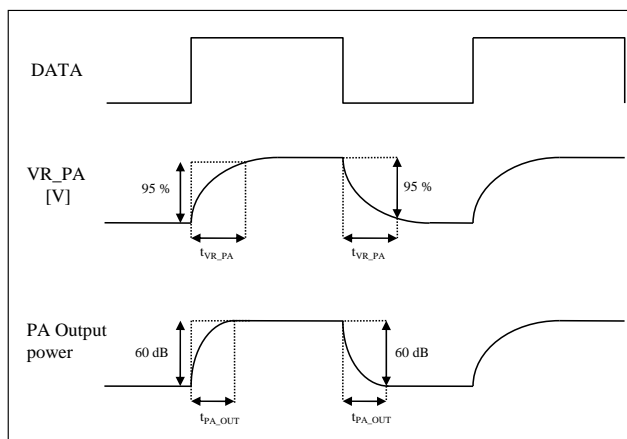 DATA
VR_PA
[V]
95 %
95 %
tVR_PA
tVR_PA
PA Output
power
60 dB
60 dB
tPA_OUT
tPA_OUT